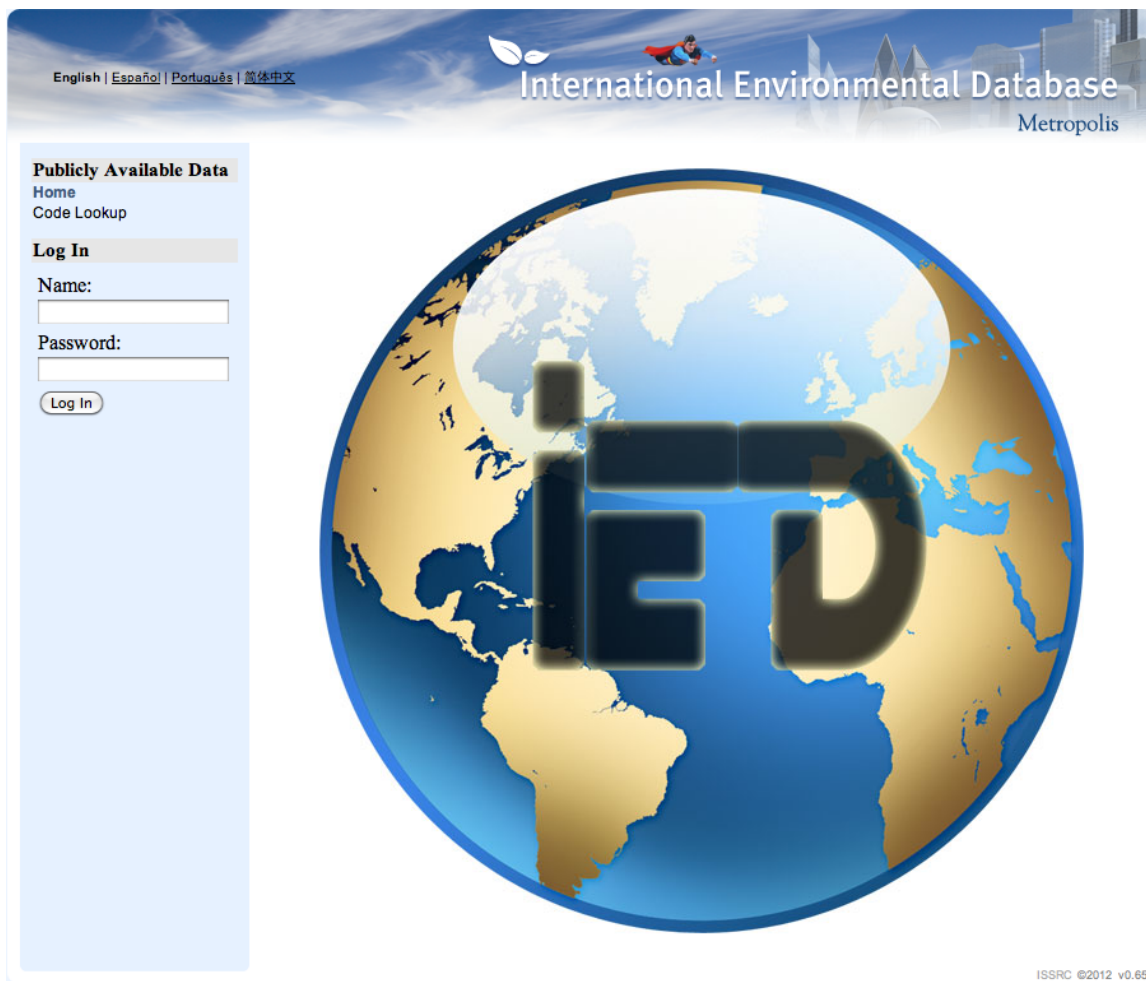 English | Español | Português | 简体中文
International Environmental Database
Metropolis
Publicly Available Data
Home
Code Lookup
Log In
Name:
Password:
Log In
iED
ISSRC ©2012 v0.65